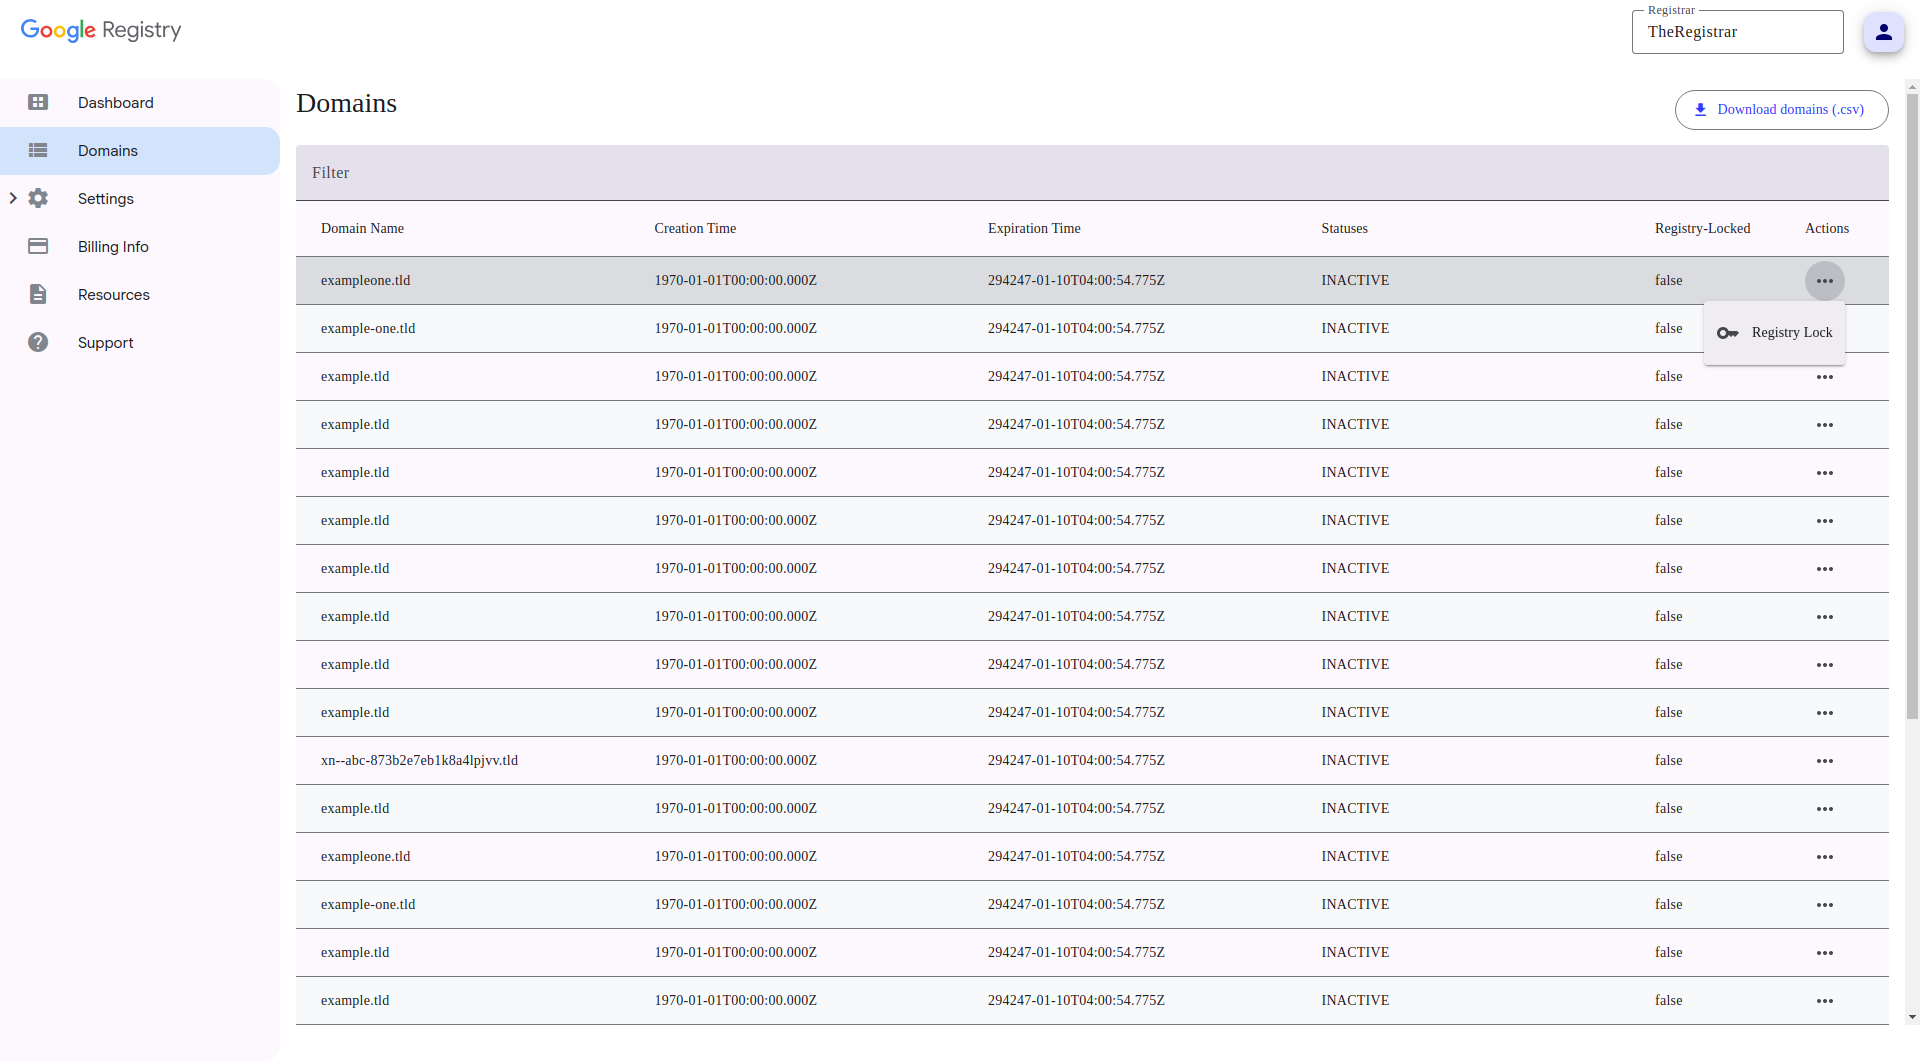 Google Registry
Registrar
TheRegistrar
Dashboard
Domains
Settings
Billing Info
Resources
Support
Domains
Download domains (.csv)
Filter
Domain Name Creation Time Expiration Time Statuses Registry-Locked Actions
exampleone.tld 1970-01-01T00:00:00.000Z 294247-01-10T04:00:54.775Z INACTIVE false
example-one.tld 1970-01-01T00:00:00.000Z 294247-01-10T04:00:54.775Z INACTIVE false
Registry Lock
example.tld 1970-01-01T00:00:00.000Z 294247-01-10T04:00:54.775Z INACTIVE false
example.tld 1970-01-01T00:00:00.000Z 294247-01-10T04:00:54.775Z INACTIVE false
example.tld 1970-01-01T00:00:00.000Z 294247-01-10T04:00:54.775Z INACTIVE false
example.tld 1970-01-01T00:00:00.000Z 294247-01-10T04:00:54.775Z INACTIVE false
example.tld 1970-01-01T00:00:00.000Z 294247-01-10T04:00:54.775Z INACTIVE false
example.tld 1970-01-01T00:00:00.000Z 294247-01-10T04:00:54.775Z INACTIVE false
example.tld 1970-01-01T00:00:00.000Z 294247-01-10T04:00:54.775Z INACTIVE false
example.tld 1970-01-01T00:00:00.000Z 294247-01-10T04:00:54.775Z INACTIVE false
xn--abc-873b2e7eb1k8a4lpjvv.tld 1970-01-01T00:00:00.000Z 294247-01-10T04:00:54.775Z INACTIVE false
example.tld 1970-01-01T00:00:00.000Z 294247-01-10T04:00:54.775Z INACTIVE false
exampleone.tld 1970-01-01T00:00:00.000Z 294247-01-10T04:00:54.775Z INACTIVE false
example-one.tld 1970-01-01T00:00:00.000Z 294247-01-10T04:00:54.775Z INACTIVE false
example.tld 1970-01-01T00:00:00.000Z 294247-01-10T04:00:54.775Z INACTIVE false
example.tld 1970-01-01T00:00:00.000Z 294247-01-10T04:00:54.775Z INACTIVE false